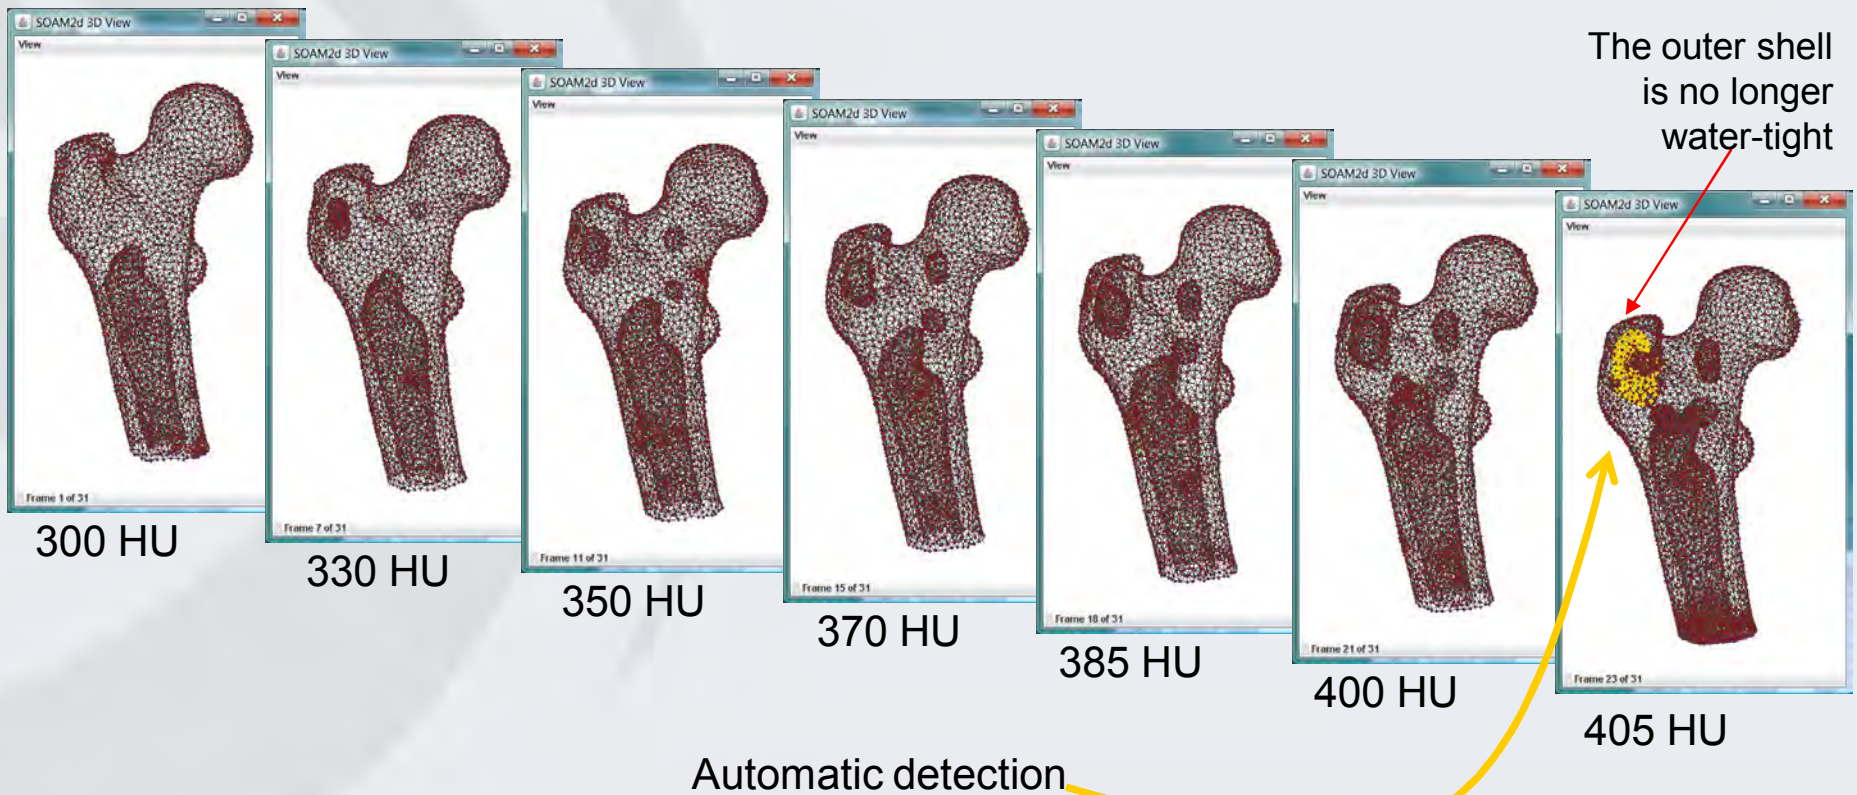 SOAM2d 3D View
View
Frame 1 of 31
300 HU
SOAM2d 3D View
View
Frame 7 of 31
330 HU
SOAM2d 3D View
View
Frame 11 of 31
350 HU
SOAM2d 3D View
View
Frame 15 of 31
370 HU
SOAM2d 3D View
View
Frame 18 of 31
385 HU
SOAM2d 3D View
View
Frame 21 of 31
400 HU
The outer shell
is no longer
water-tight
SOAM2d 3D View
View
Frame 23 of 31
405 HU
Automatic detection